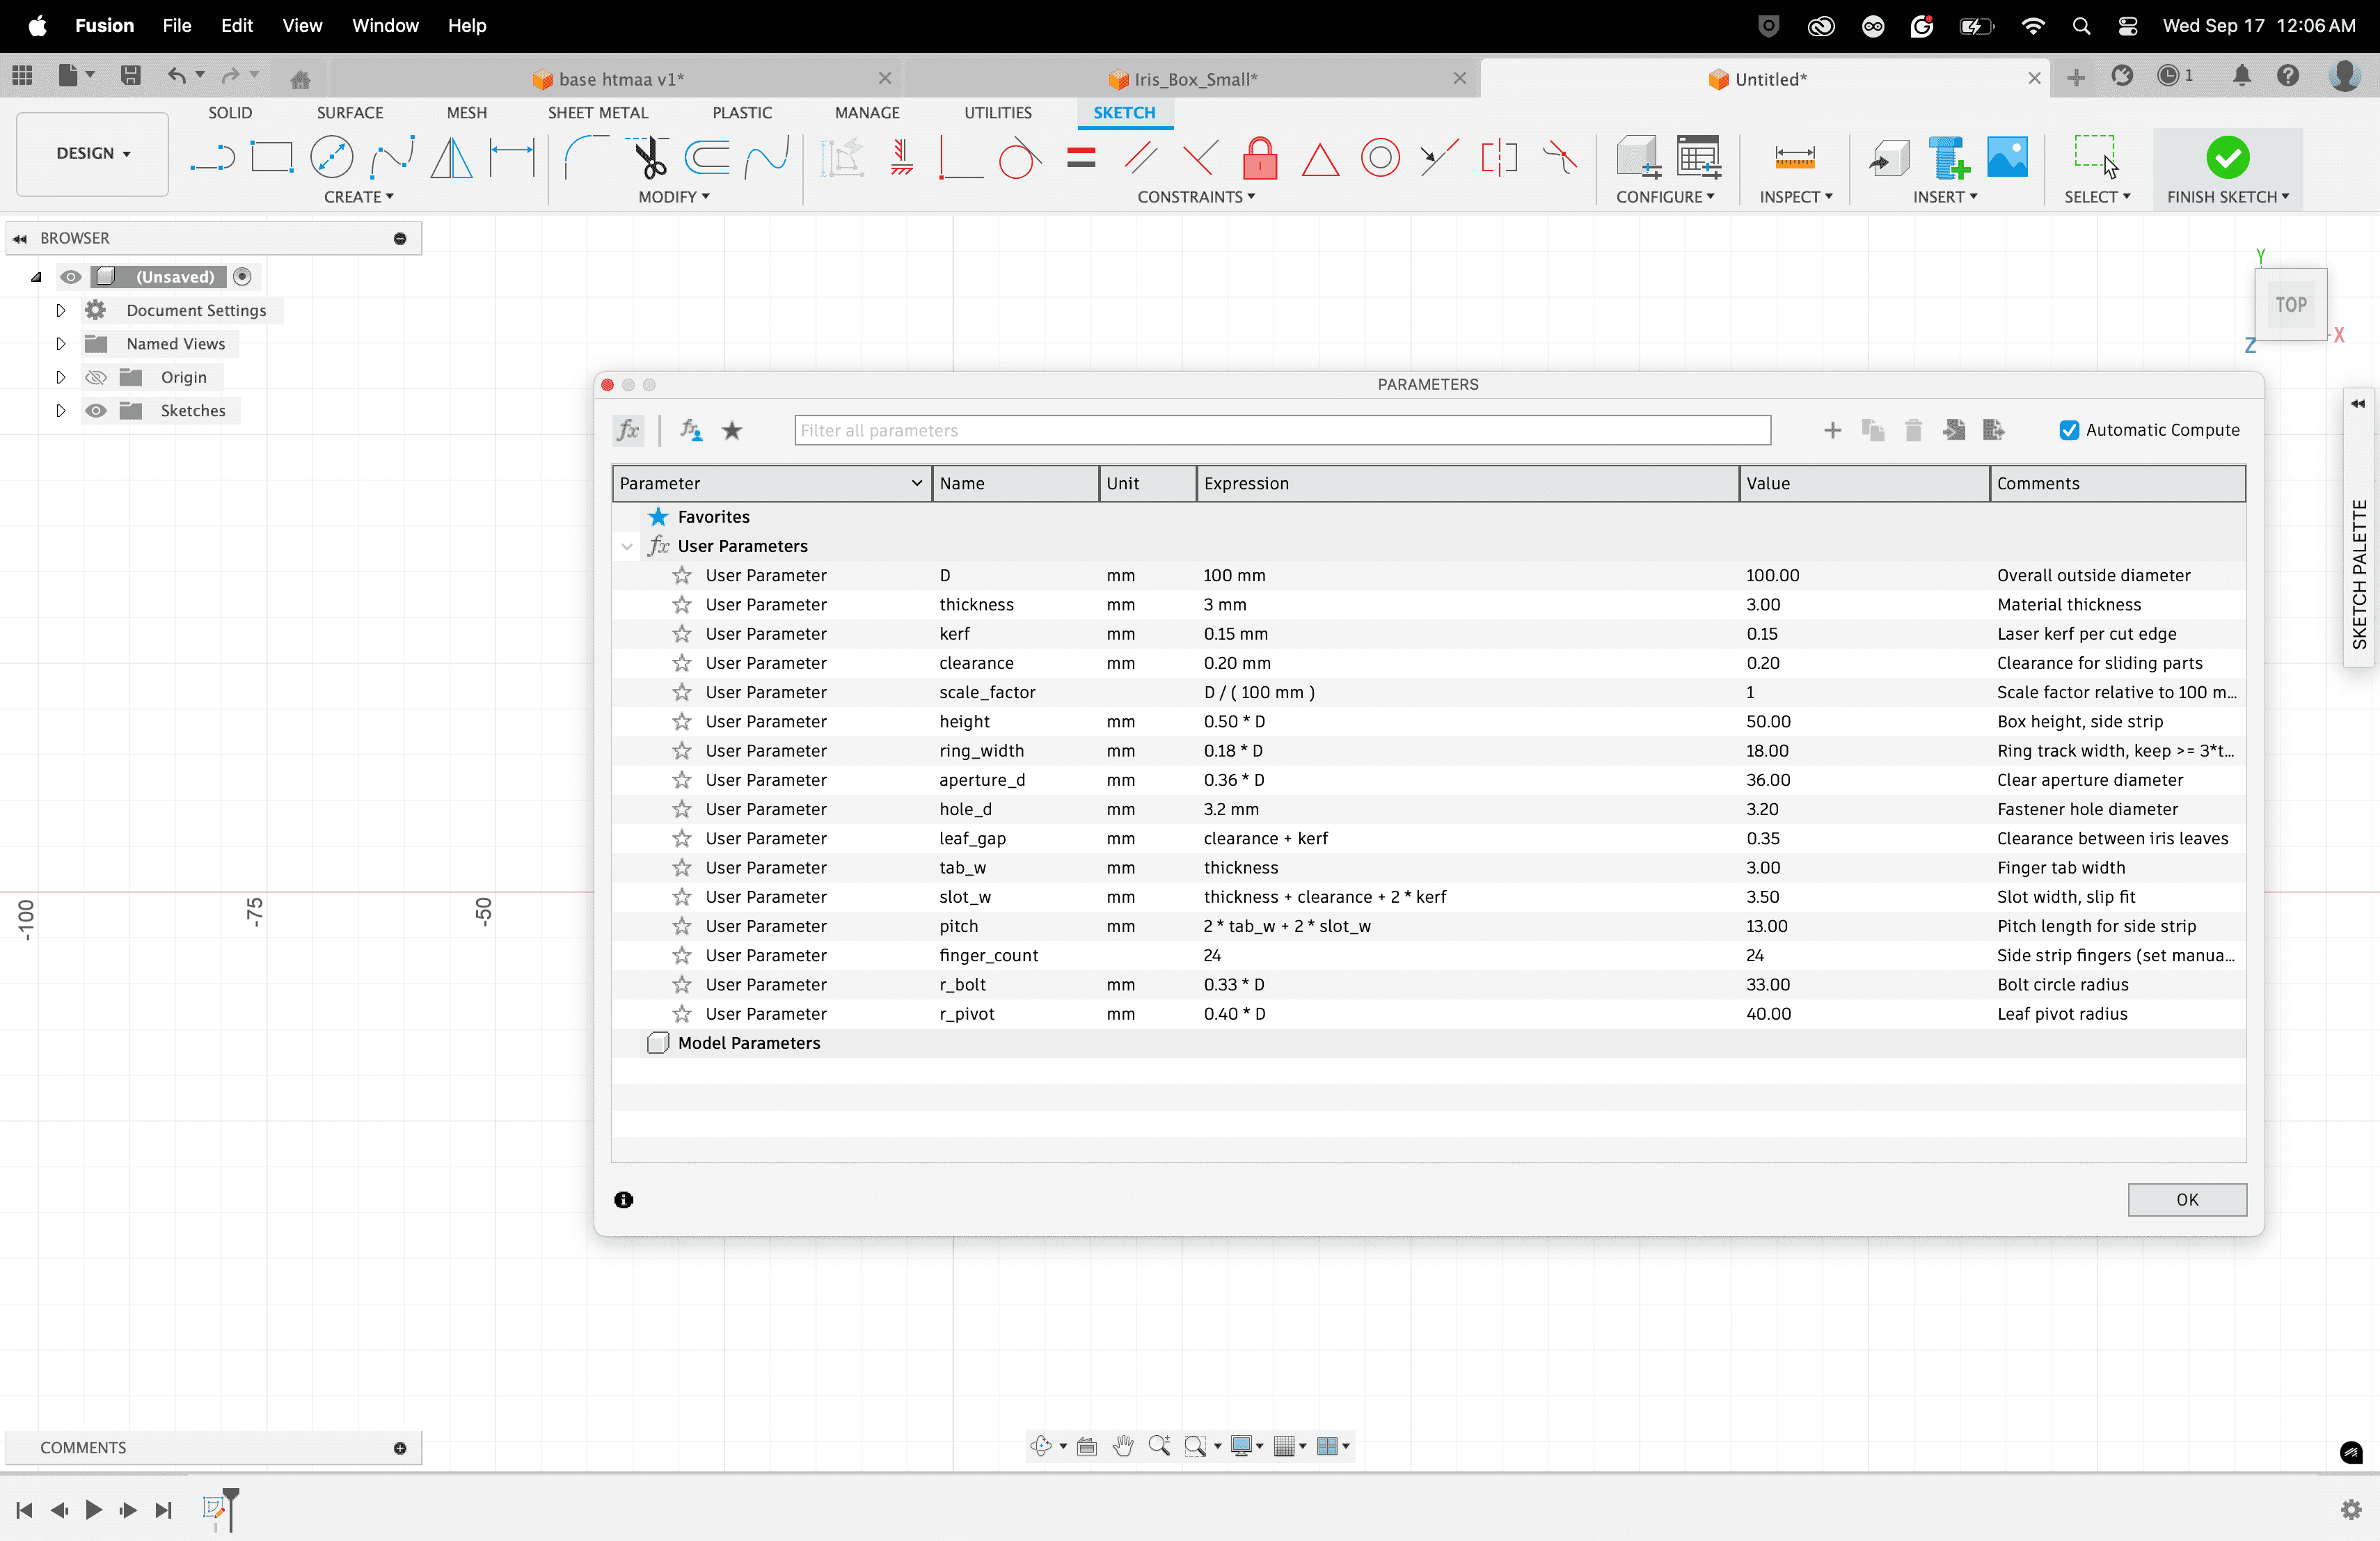 Fusion File Edit View Window Help Wed Sep 17 12:06 AM
base htmaa v1* Iris_Box_Small* Untitled* 1
SOLID SURFACE MESH SHEET METAL PLASTIC MANAGE UTILITIES SKETCH
DESIGN
CREATE MODIFY CONSTRAINTS CONFIGURE INSPECT INSERT SELECT FINISH SKETCH
BROWSER
(Unsaved)
Document Settings
Named Views
Origin
Sketches
Y
TOP
X
Z
SKETCH PALETTE
-100 -75 -50
PARAMETERS
fx fx Filter all parameters Automatic Compute
Parameter Name Unit Expression Value Comments
Favorites
fx User Parameters
User Parameter D mm 100 mm 100.00 Overall outside diameter
User Parameter thickness mm 3 mm 3.00 Material thickness
User Parameter kerf mm 0.15 mm 0.15 Laser kerf per cut edge
User Parameter clearance mm 0.20 mm 0.20 Clearance for sliding parts
User Parameter scale_factor D / ( 100 mm ) 1 Scale factor relative to 100 m...
User Parameter height mm 0.50 * D 50.00 Box height, side strip
User Parameter ring_width mm 0.18 * D 18.00 Ring track width, keep >= 3*t...
User Parameter aperture_d mm 0.36 * D 36.00 Clear aperture diameter
User Parameter hole_d mm 3.2 mm 3.20 Fastener hole diameter
User Parameter leaf_gap mm clearance + kerf 0.35 Clearance between iris leaves
User Parameter tab_w mm thickness 3.00 Finger tab width
User Parameter slot_w mm thickness + clearance + 2 * kerf 3.50 Slot width, slip fit
User Parameter pitch mm 2 * tab_w + 2 * slot_w 13.00 Pitch length for side strip
User Parameter finger_count 24 24 Side strip fingers (set manua...
User Parameter r_bolt mm 0.33 * D 33.00 Bolt circle radius
User Parameter r_pivot mm 0.40 * D 40.00 Leaf pivot radius
Model Parameters
OK
COMMENTS